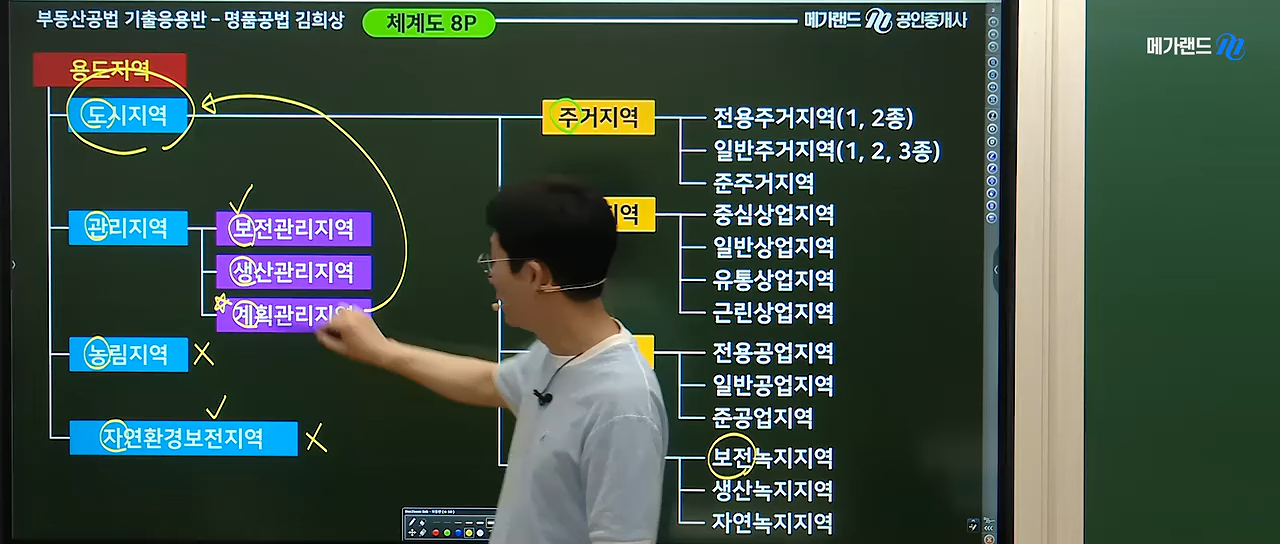 부동산공법 기출응용반 – 명품공법 김희상
체계도 8P
메가랜드 공인중개사
메가랜드
용도지역
도시지역
관리지역
보전관리지역
생산관리지역
계획관리지역
농림지역
자연환경보전지역
주거지역
전용주거지역(1, 2종)
일반주거지역(1, 2, 3종)
준주거지역
지역
중심상업지역
일반상업지역
유통상업지역
근린상업지역
전용공업지역
일반공업지역
준공업지역
보전녹지지역
생산녹지지역
자연녹지지역